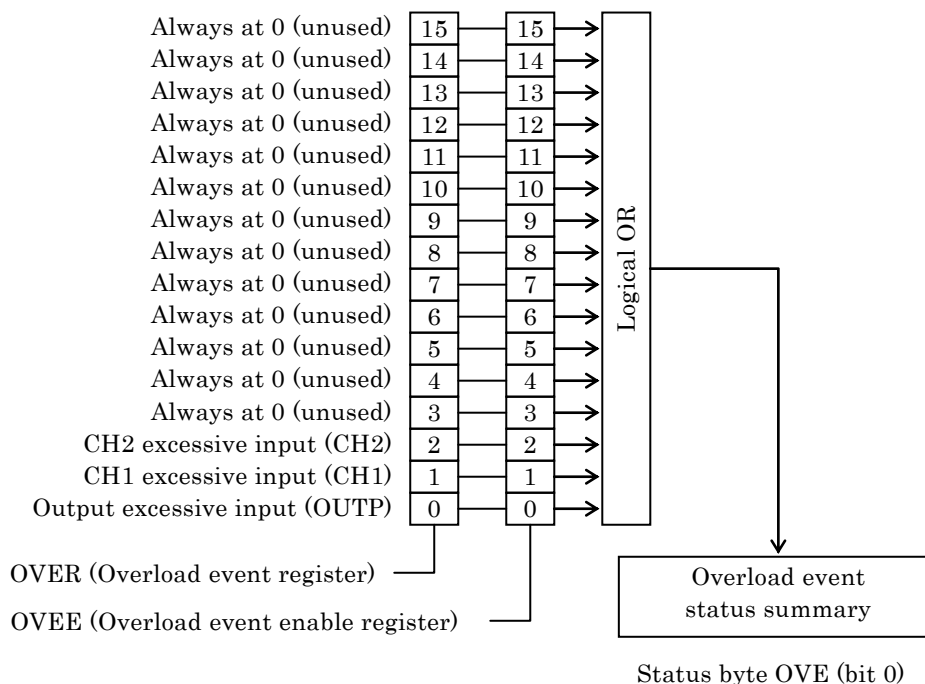 Always at 0 (unused) 15 15
Always at 0 (unused) 14 14
Always at 0 (unused) 13 13
Always at 0 (unused) 12 12
Always at 0 (unused) 11 11
Always at 0 (unused) 10 10
Always at 0 (unused) 9 9
Always at 0 (unused) 8 8
Always at 0 (unused) 7 7
Always at 0 (unused) 6 6
Always at 0 (unused) 5 5
Always at 0 (unused) 4 4
Always at 0 (unused) 3 3
CH2 excessive input (CH2) 2 2
CH1 excessive input (CH1) 1 1
Output excessive input (OUTP) 0 0
Logical OR
OVER (Overload event register)
OVEE (Overload event enable register)
Overload event
status summary
Status byte OVE (bit 0)